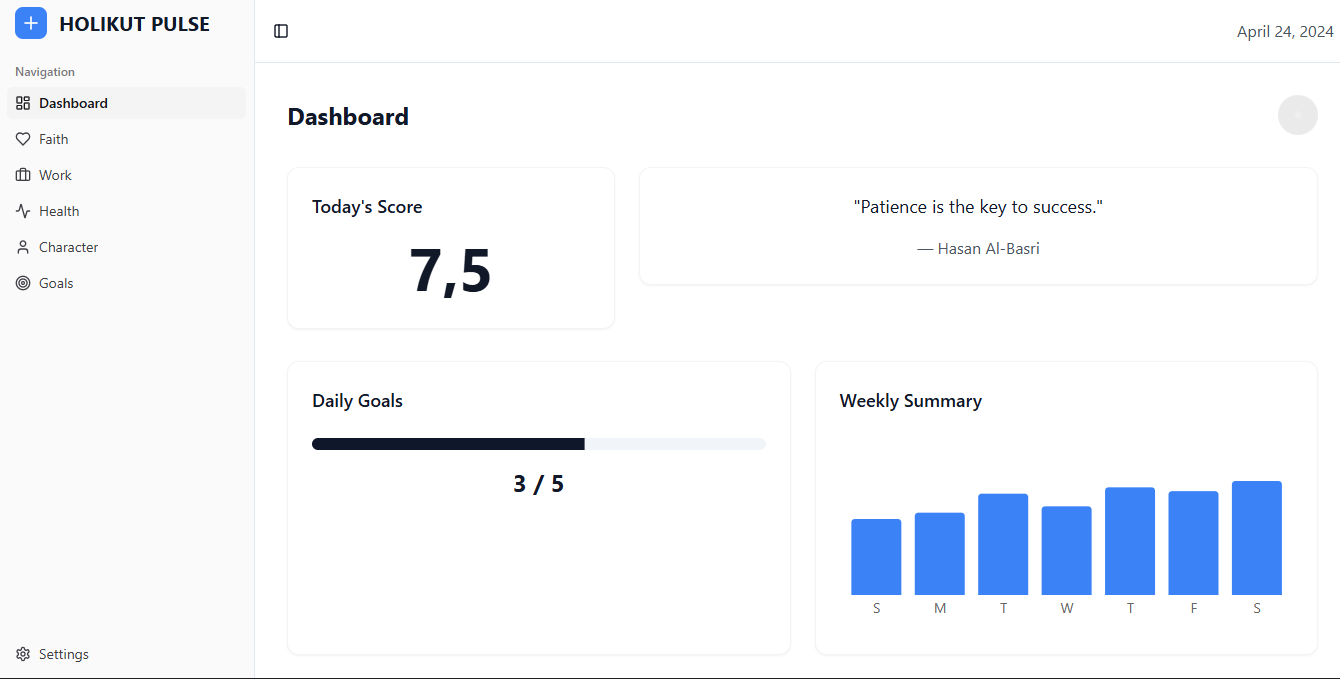 HOLIKUT PULSE
April 24, 2024
Navigation
Dashboard
Faith
Work
Health
Character
Goals
Settings
Dashboard
Today's Score
7,5
"Patience is the key to success."
— Hasan Al-Basri
Daily Goals
3 / 5
Weekly Summary
S M T W T F S